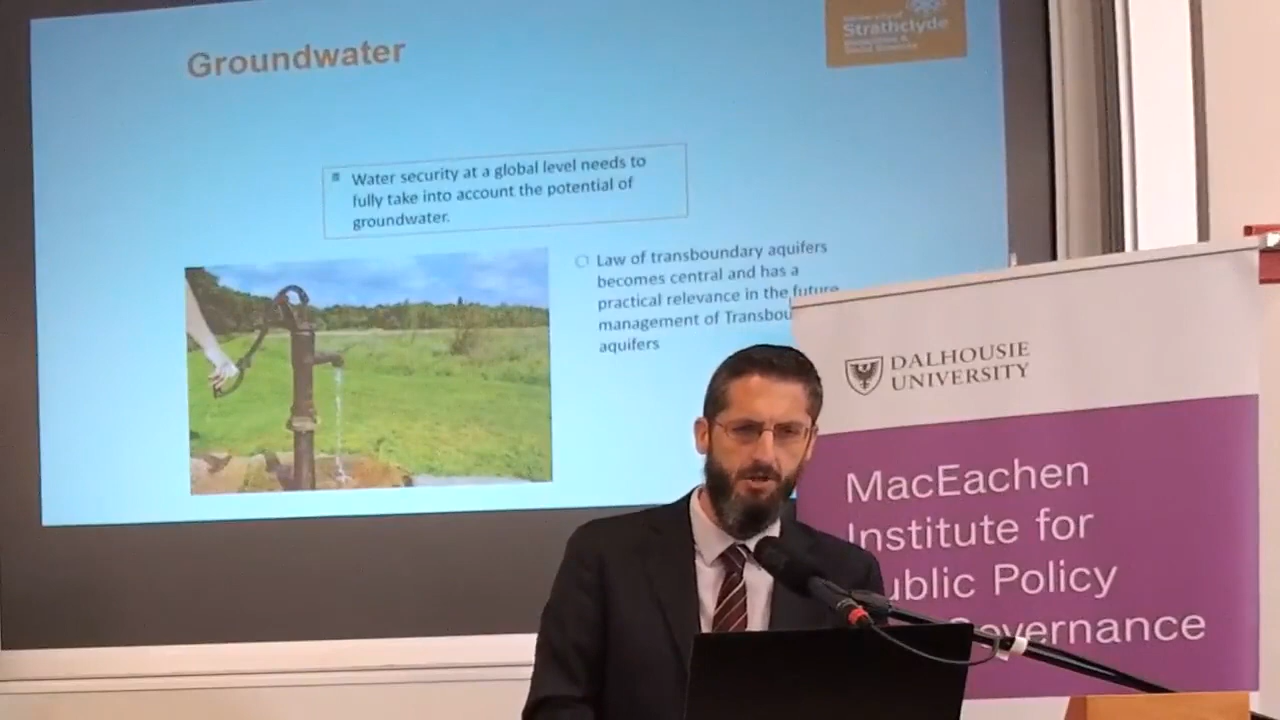 Groundwater
Strathclyde
Water security at a global level needs to
fully take into account the potential of
groundwater.
Law of transboundary aquifers
becomes central and has a
practical relevance in the future
management of Transbou
aquifers
DALHOUSIE
UNIVERSITY
MacEachen
Institute for
ublic Policy
overnance